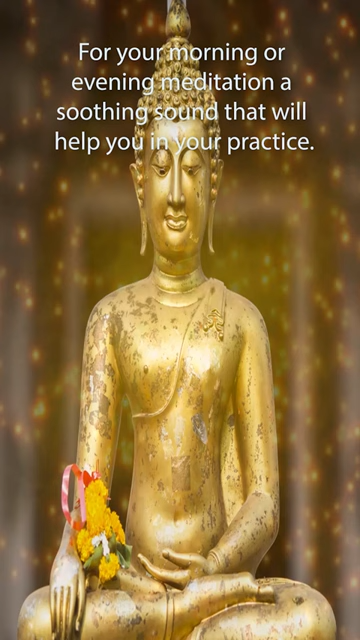 For your morning or
evening meditation a
soothing sound that will
help you in your practice.